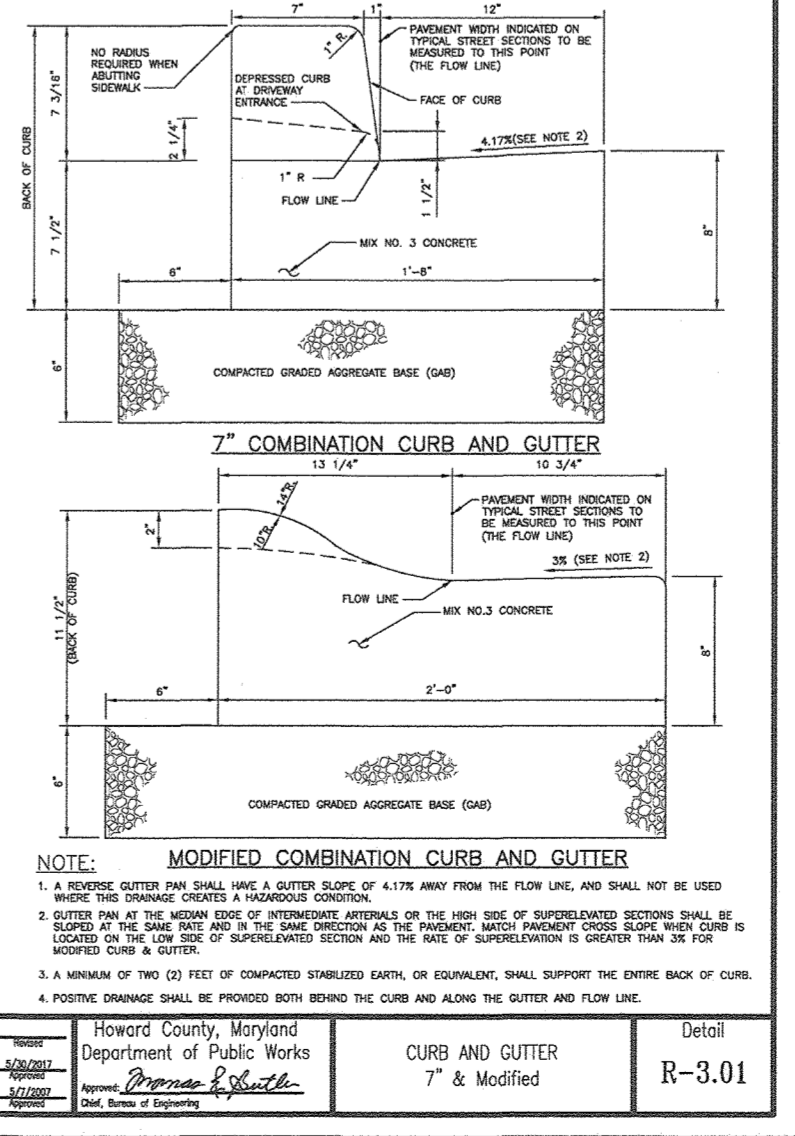 7"
1"
12"
NO RADIUS
REQUIRED WHEN
ABUTTING
SIDEWALK
1" R.
PAVEMENT WIDTH INDICATED ON
TYPICAL STREET SECTIONS TO BE
MEASURED TO THIS POINT
(THE FLOW LINE)
DEPRESSED CURB
AT DRIVEWAY
ENTRANCE
FACE OF CURB
BACK OF CURB
7 3/16"
2 1/4"
4.17%(SEE NOTE 2)
1" R
FLOW LINE
1 1/2"
7 1/2"
8"
MIX NO. 3 CONCRETE
6"
1'-8"
6"
COMPACTED GRADED AGGREGATE BASE (GAB)
7" COMBINATION CURB AND GUTTER
13 1/4"
10 3/4"
14"R.
10"R.
2"
PAVEMENT WIDTH INDICATED ON
TYPICAL STREET SECTIONS TO
BE MEASURED TO THIS POINT
(THE FLOW LINE)
3% (SEE NOTE 2)
11 1/2"
(BACK OF CURB)
FLOW LINE
MIX NO.3 CONCRETE
8"
6"
2'-0"
6"
COMPACTED GRADED AGGREGATE BASE (GAB)
MODIFIED COMBINATION CURB AND GUTTER
NOTE:
1. A REVERSE GUTTER PAN SHALL HAVE A GUTTER SLOPE OF 4.17% AWAY FROM THE FLOW LINE, AND SHALL NOT BE USED
WHERE THIS DRAINAGE CREATES A HAZARDOUS CONDITION.
2. GUTTER PAN AT THE MEDIAN EDGE OF INTERMEDIATE ARTERIALS OR THE HIGH SIDE OF SUPERELEVATED SECTIONS SHALL BE
SLOPED AT THE SAME RATE AND IN THE SAME DIRECTION AS THE PAVEMENT. MATCH PAVEMENT CROSS SLOPE WHEN CURB IS
LOCATED ON THE LOW SIDE OF SUPERELEVATED SECTION AND THE RATE OF SUPERELEVATION IS GREATER THAN 3% FOR
MODIFIED CURB & GUTTER.
3. A MINIMUM OF TWO (2) FEET OF COMPACTED STABILIZED EARTH, OR EQUIVALENT, SHALL SUPPORT THE ENTIRE BACK OF CURB.
4. POSITIVE DRAINAGE SHALL BE PROVIDED BOTH BEHIND THE CURB AND ALONG THE GUTTER AND FLOW LINE.
Revised
5/30/2017
Approved
5/7/2007
Approved
Howard County, Maryland
Department of Public Works
Approved: Thomas E. Butler
Chief, Bureau of Engineering
CURB AND GUTTER
7" & Modified
Detail
R-3.01